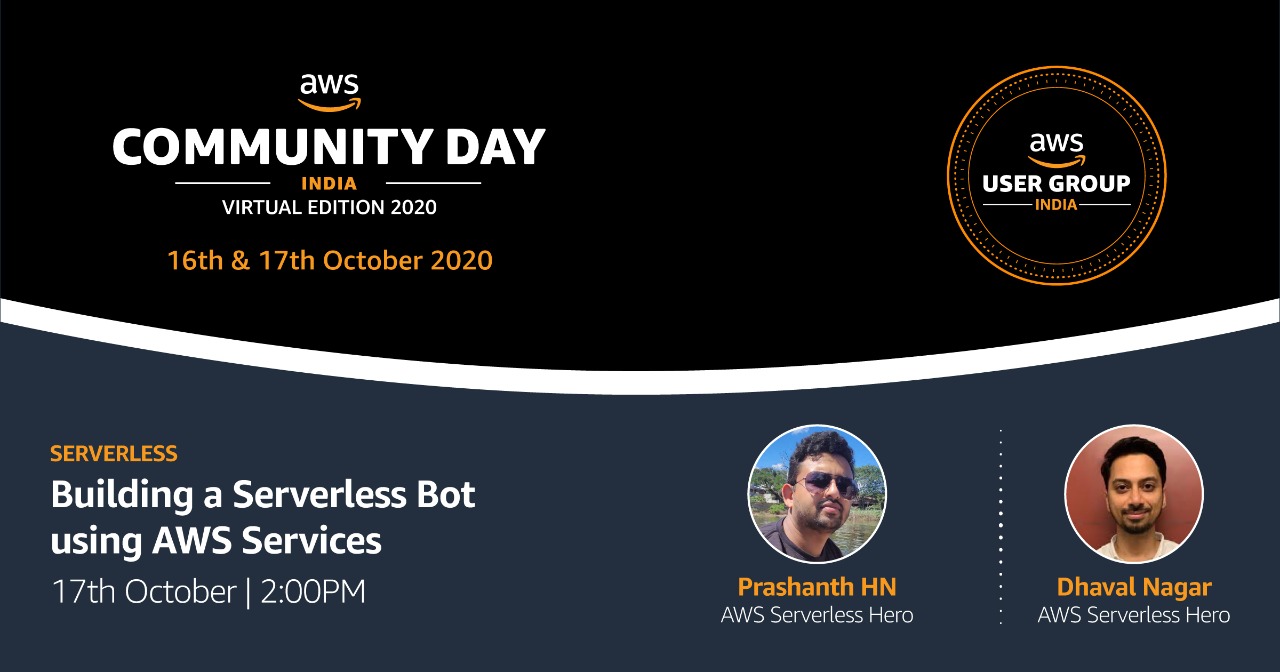 aws
COMMUNITY DAY
INDIA
VIRTUAL EDITION 2020
16th & 17th October 2020
aws
USER GROUP
INDIA
SERVERLESS
Building a Serverless Bot
using AWS Services
17th October | 2:00PM
Prashanth HN
AWS Serverless Hero
Dhaval Nagar
AWS Serverless Hero